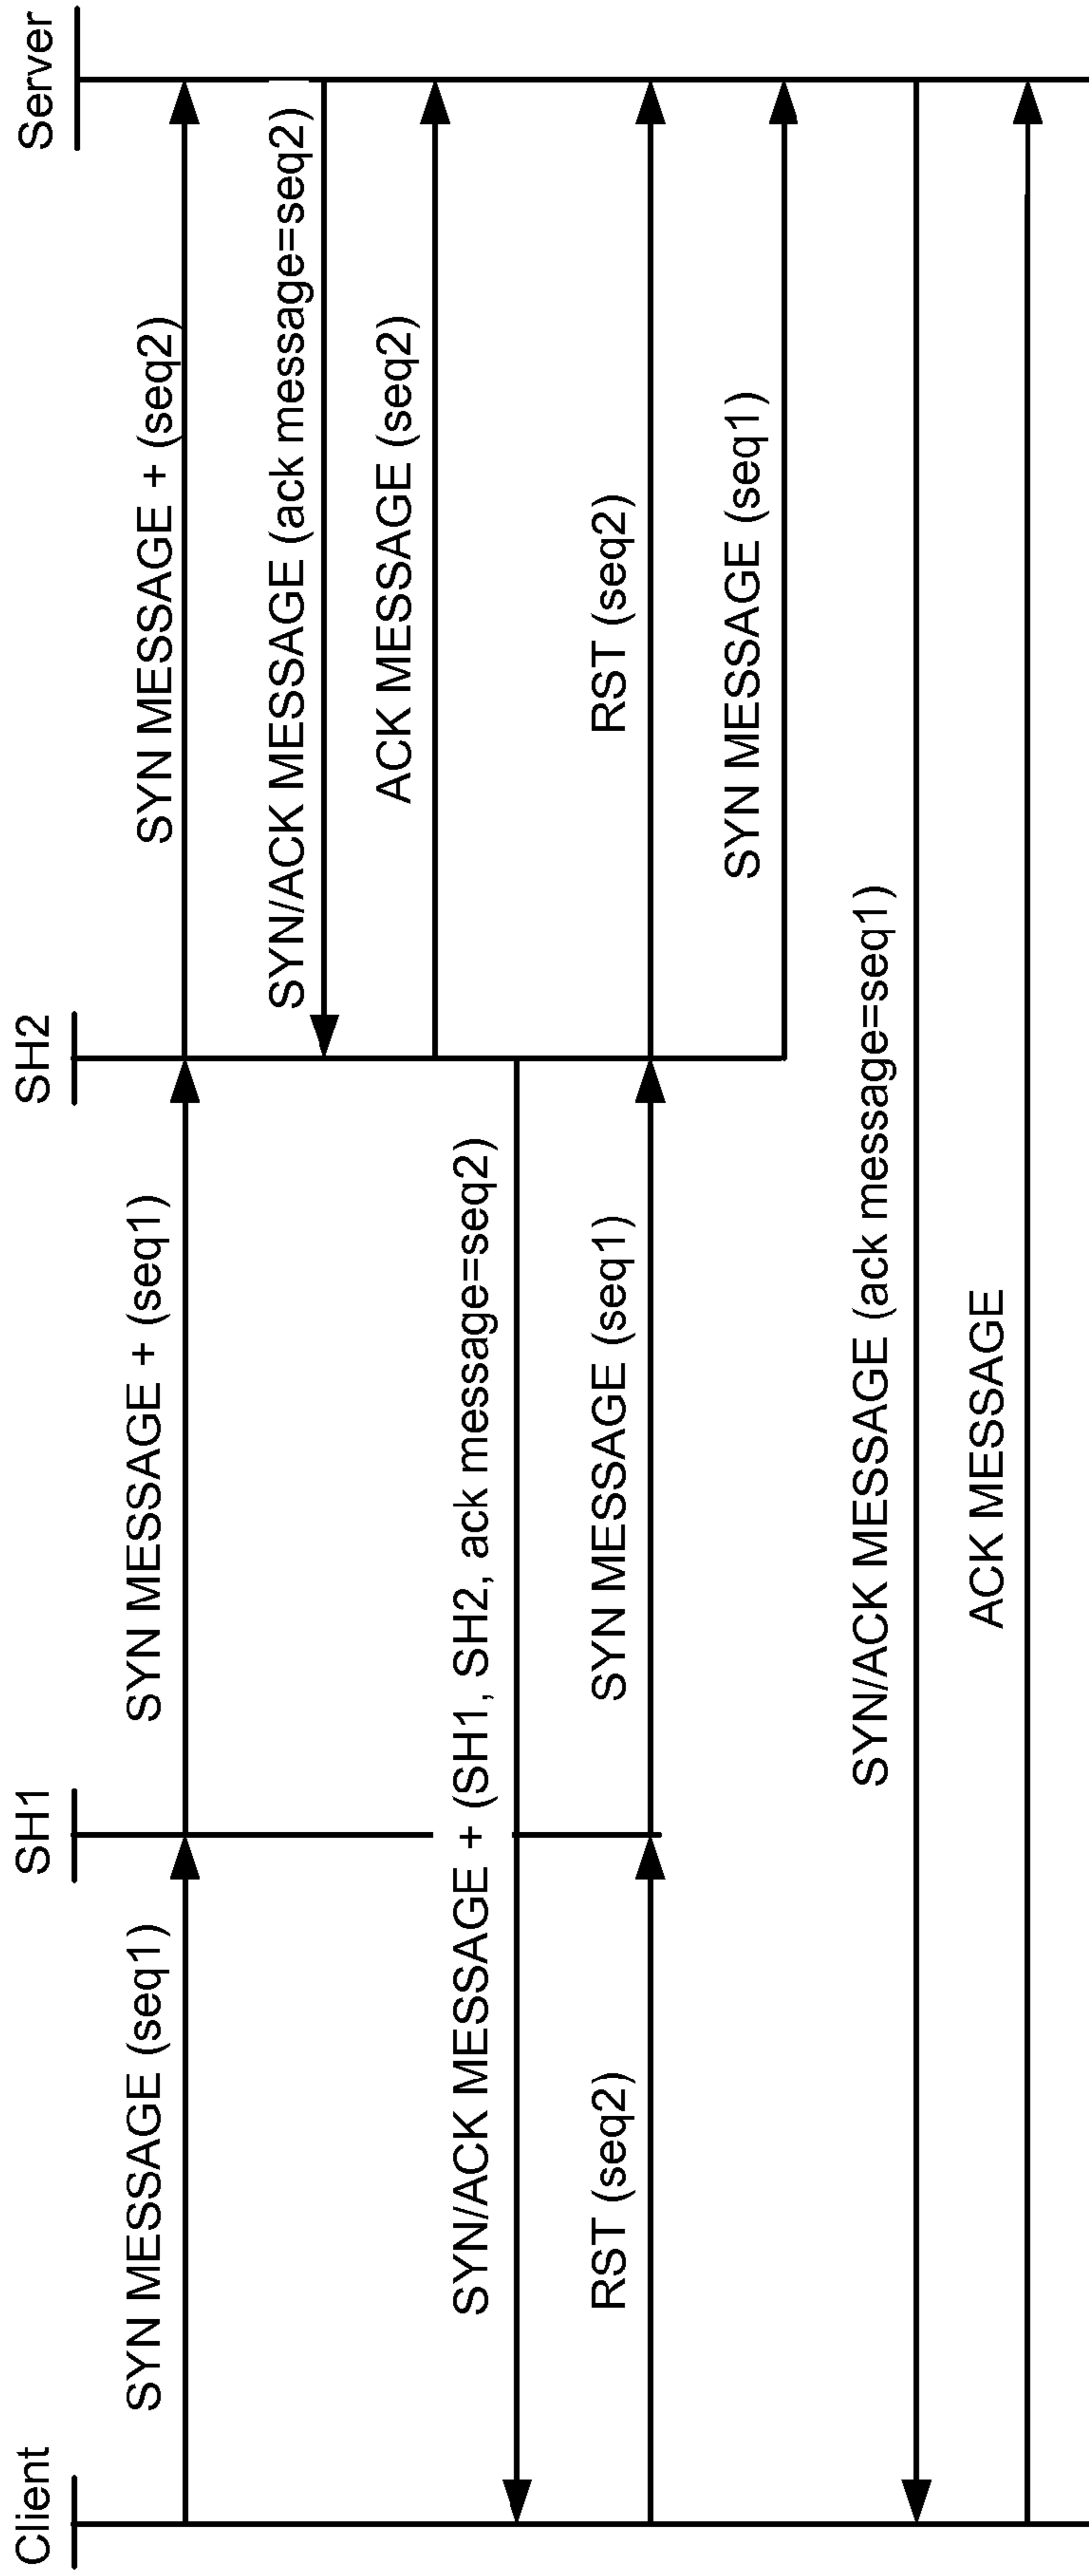 Client
SH1
SH2
Server
SYN MESSAGE (seq1)
SYN MESSAGE + (seq1)
SYN MESSAGE + (seq2)
SYN/ACK MESSAGE (ack message=seq2)
ACK MESSAGE (seq2)
SYN/ACK MESSAGE + (SH1, SH2, ack message=seq2)
RST (seq2)
SYN MESSAGE (seq1)
RST (seq2)
SYN MESSAGE (seq1)
SYN/ACK MESSAGE (ack message=seq1)
ACK MESSAGE